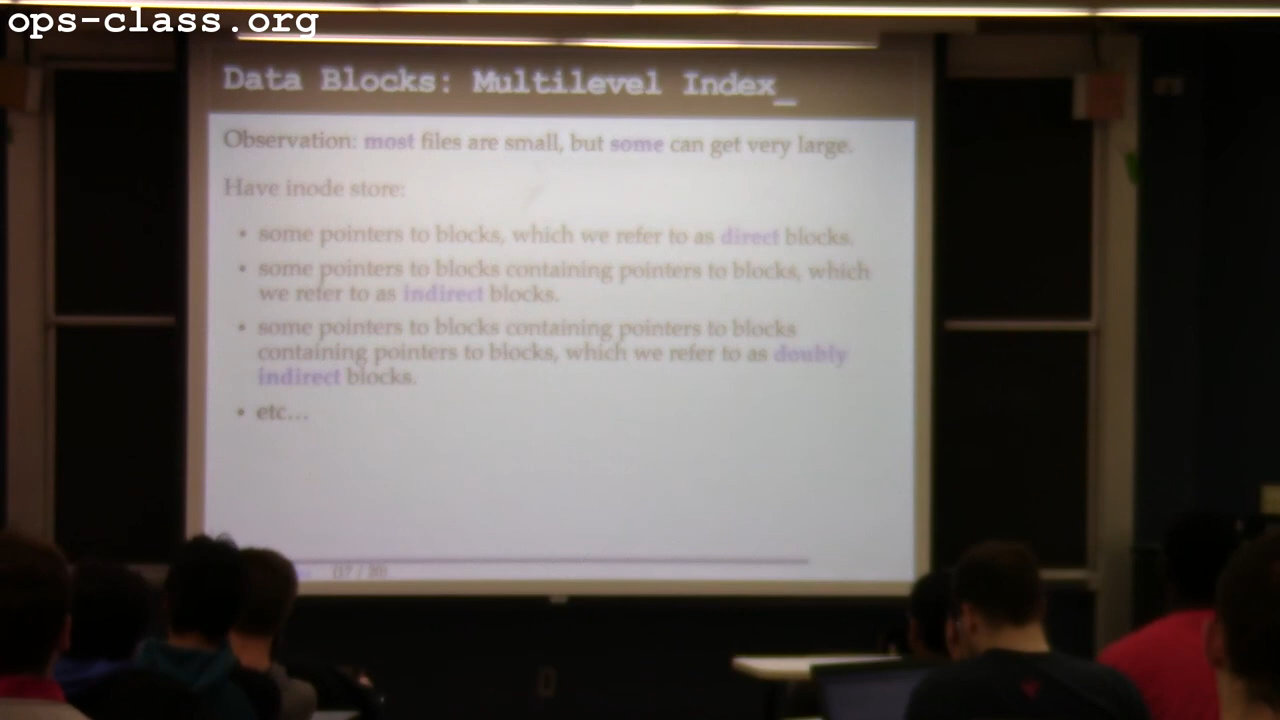 ops-class.org
Data Blocks: Multilevel Index_
Observation: most files are small, but some can get very large.
Have inode store:
• some pointers to blocks, which we refer to as direct blocks.
• some pointers to blocks containing pointers to blocks, which
we refer to as indirect blocks.
• some pointers to blocks containing pointers to blocks
containing pointers to blocks, which we refer to as doubly
indirect blocks.
• etc...
(17 / 30)